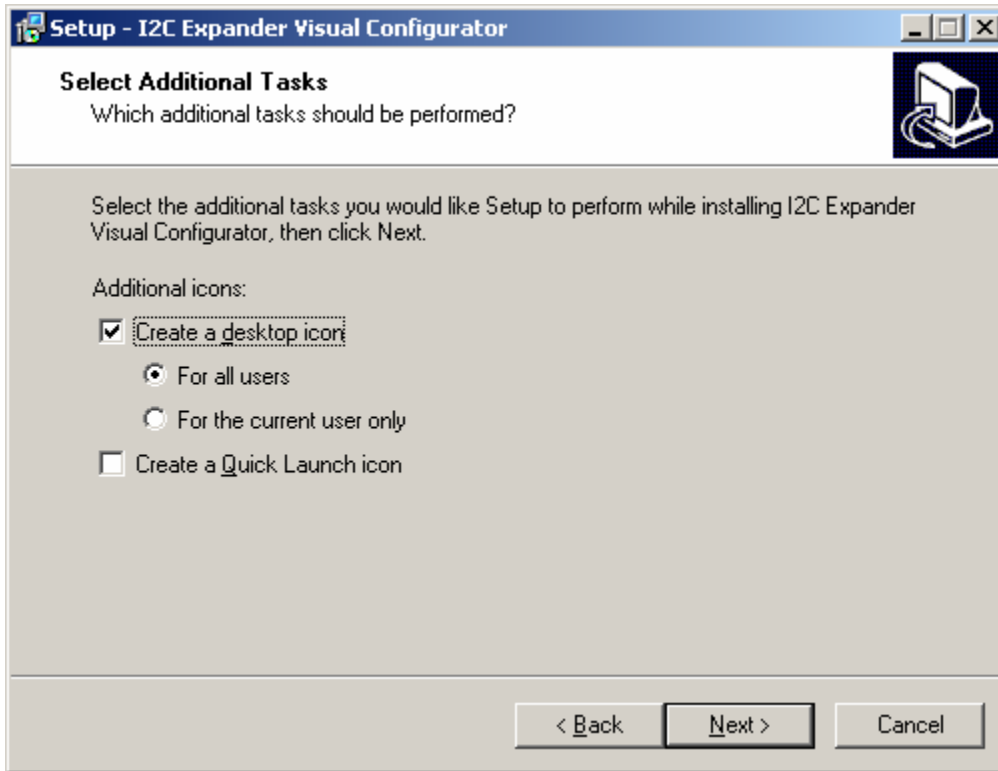 Setup - I2C Expander Visual Configurator
Select Additional Tasks
Which additional tasks should be performed?
Select the additional tasks you would like Setup to perform while installing I2C Expander
Visual Configurator, then click Next.
Additional icons:
Create a desktop icon
For all users
For the current user only
Create a Quick Launch icon
< Back Next > Cancel